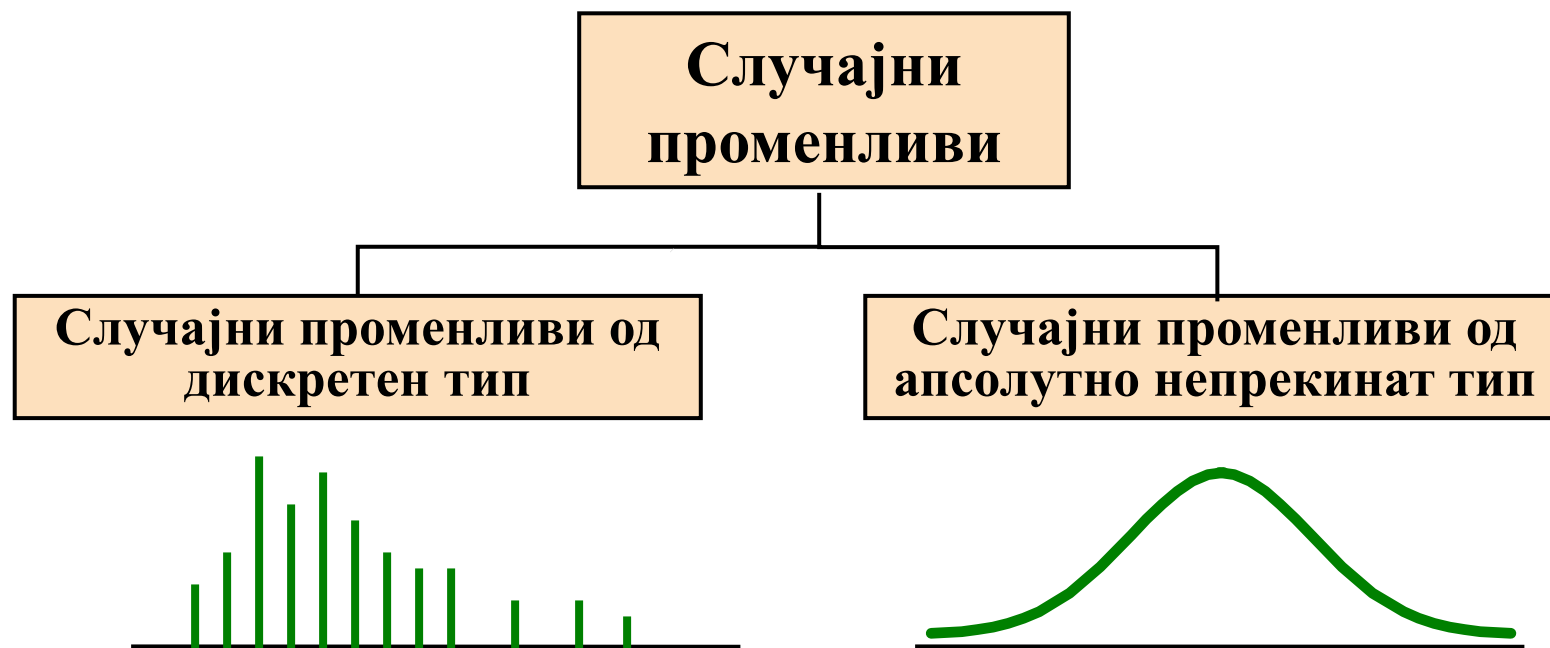 Случајни
променливи
Случајни променливи од
дискретен тип
Случајни променливи од
апсолутно непрекинат тип